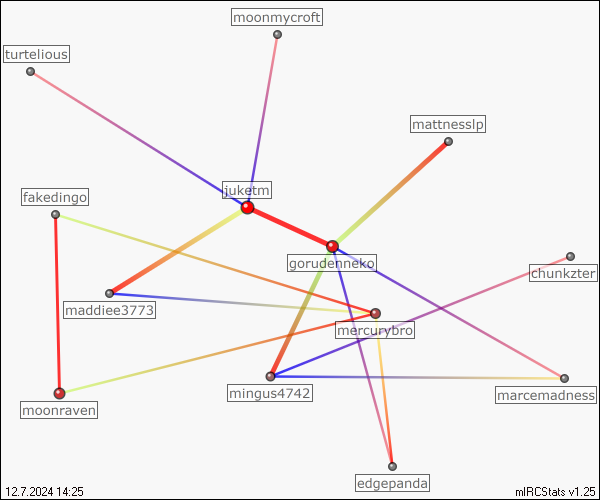 moonmycroft
turtelious
mattnesslp
juketm
fakedingo
gorudenneko
chunkzter
maddiee3773
mercurybro
mingus4742
marcemadness
moonraven
edgepanda
12.7.2024 14:25
mIRCStats v1.25